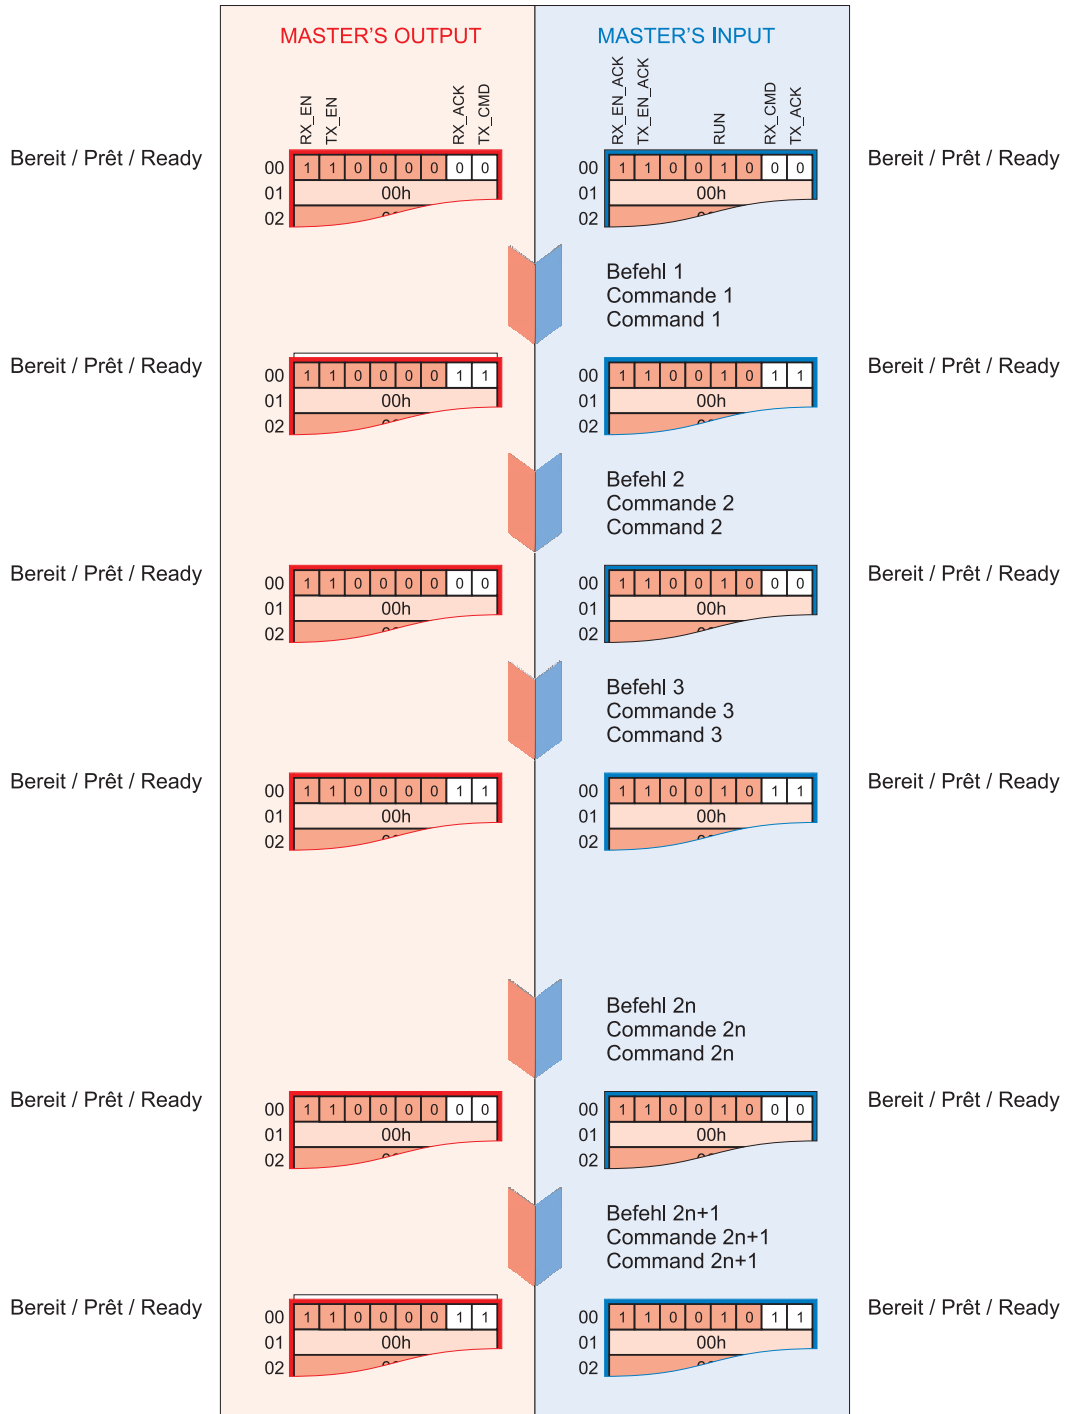 MASTER'S OUTPUT MASTER'S INPUT
RX_EN TX_EN RX_ACK TX_CMD RX_EN_ACK TX_EN_ACK RUN RX_CMD TX_ACK
Bereit / Prêt / Ready 00 1 1 0 0 0 0 0 0 00 1 1 0 0 1 0 0 0 Bereit / Prêt / Ready
01 00h 01 00h
02 02
Befehl 1
Commande 1
Command 1
Bereit / Prêt / Ready 00 1 1 0 0 0 0 1 1 00 1 1 0 0 1 0 1 1 Bereit / Prêt / Ready
01 00h 01 00h
02 02
Befehl 2
Commande 2
Command 2
Bereit / Prêt / Ready 00 1 1 0 0 0 0 0 0 00 1 1 0 0 1 0 0 0 Bereit / Prêt / Ready
01 00h 01 00h
02 02
Befehl 3
Commande 3
Command 3
Bereit / Prêt / Ready 00 1 1 0 0 0 0 1 1 00 1 1 0 0 1 0 1 1 Bereit / Prêt / Ready
01 00h 01 00h
02 02
Befehl 2n
Commande 2n
Command 2n
Bereit / Prêt / Ready 00 1 1 0 0 0 0 0 0 00 1 1 0 0 1 0 0 0 Bereit / Prêt / Ready
01 00h 01 00h
02 02
Befehl 2n+1
Commande 2n+1
Command 2n+1
Bereit / Prêt / Ready 00 1 1 0 0 0 0 1 1 00 1 1 0 0 1 0 1 1 Bereit / Prêt / Ready
01 00h 01 00h
02 02